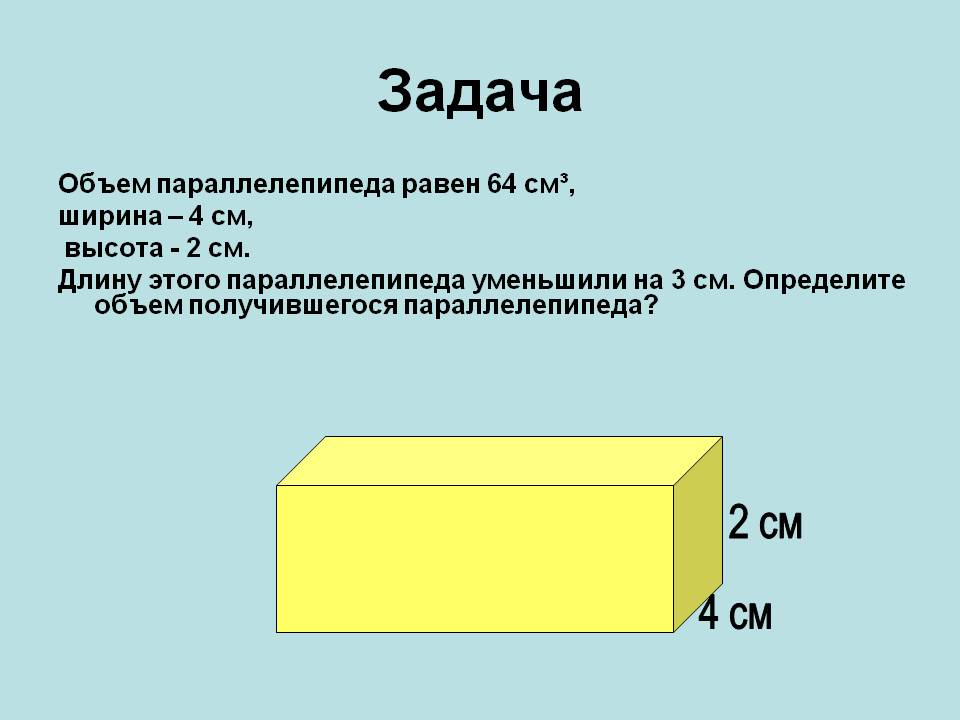 Задача
Объем параллелепипеда равен 64 см³,
ширина – 4 см,
высота - 2 см.
Длину этого параллелепипеда уменьшили на 3 см. Определите
объем получившегося параллелепипеда?
2 см
4 см